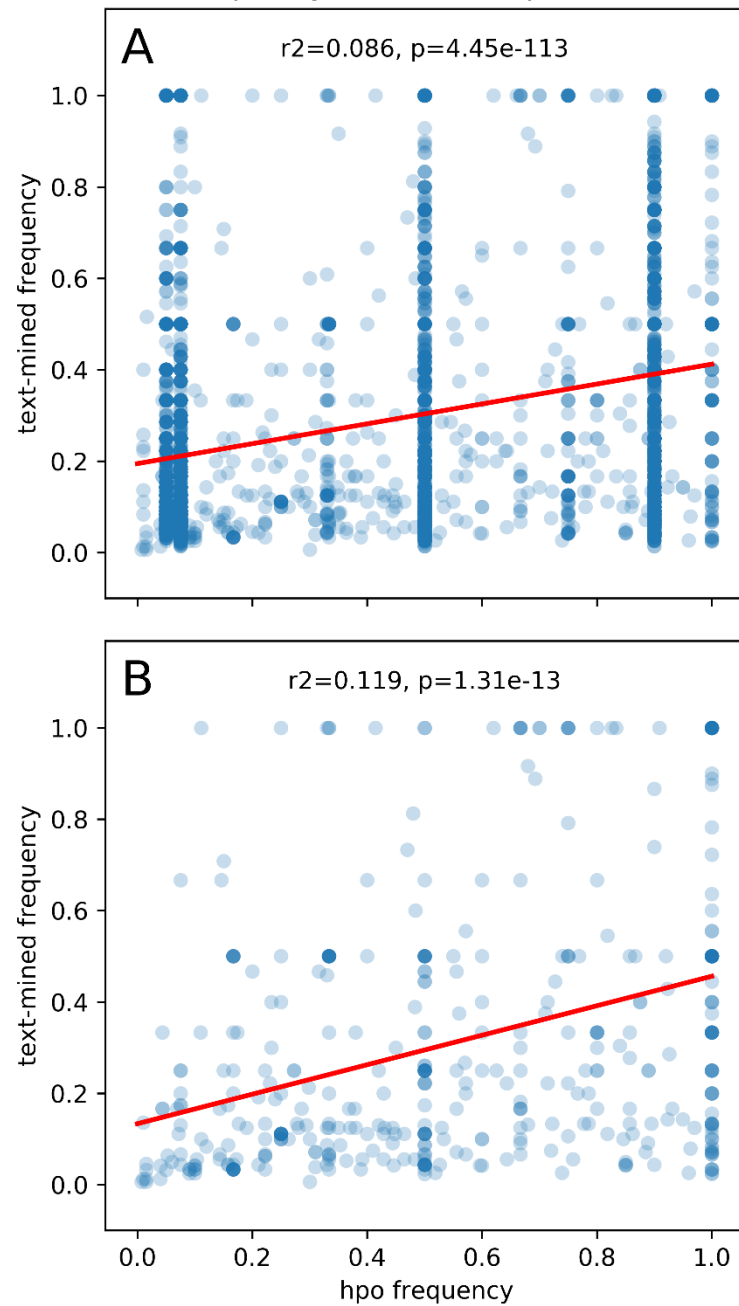 A
r2=0.086, p=4.45e-113
1.0
0.8
0.6
0.4
0.2
0.0
text-mined frequency
B
r2=0.119, p=1.31e-13
1.0
0.8
0.6
0.4
0.2
0.0
text-mined frequency
0.0 0.2 0.4 0.6 0.8 1.0
hpo frequency